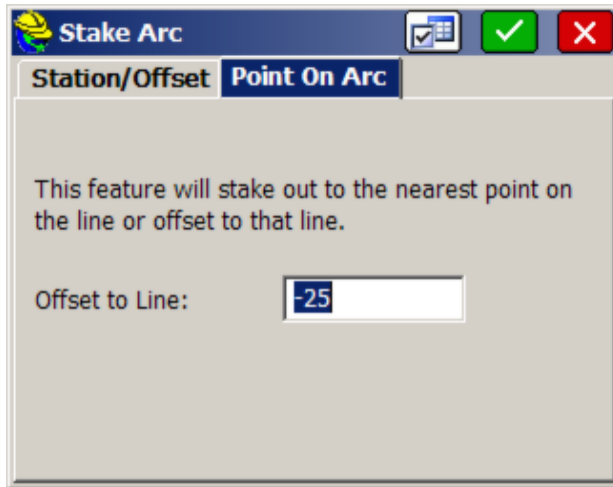 Stake Arc
Station/Offset Point On Arc
This feature will stake out to the nearest point on
the line or offset to that line.
Offset to Line: -25